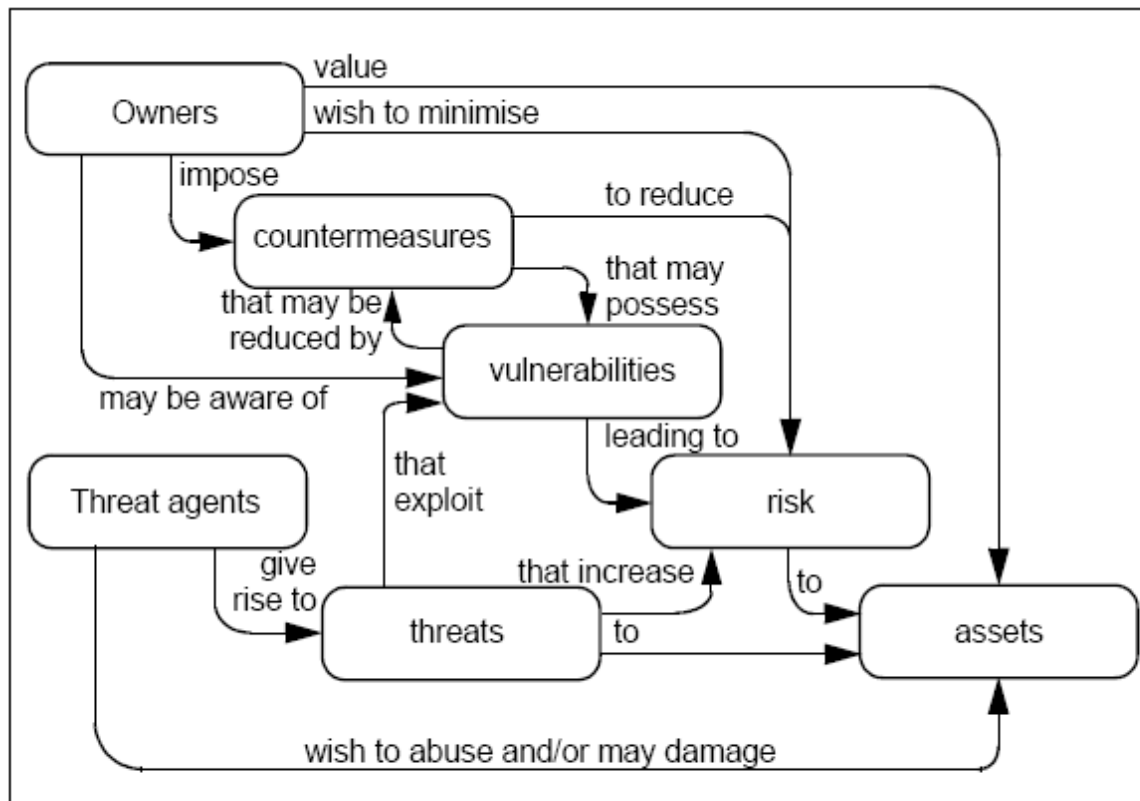 value
Owners
wish to minimise
impose
to reduce
countermeasures
that may
possess
that may be
reduced by
vulnerabilities
may be aware of
leading to
that
exploit
Threat agents
risk
give
rise to
that increase
to
threats
to
assets
wish to abuse and/or may damage